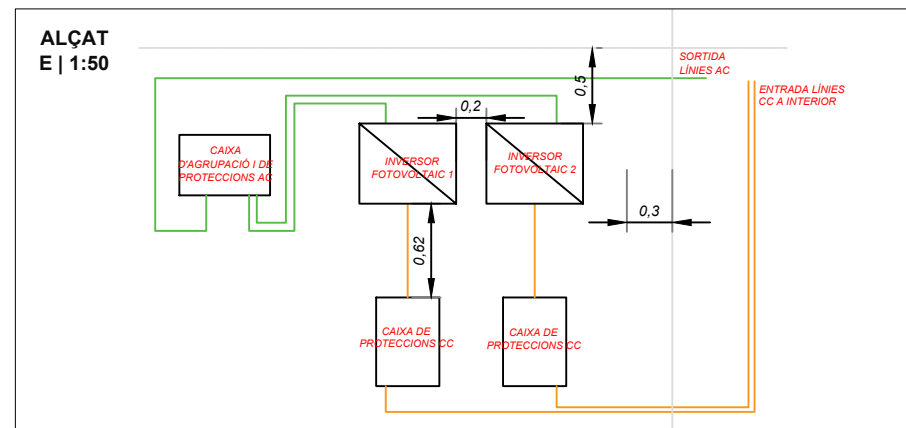 ALÇAT
E | 1:50
SORTIDA
LÍNIES AC
ENTRADA LÍNIES
CC A INTERIOR
0,5
0,2
CAIXA
D'AGRUPACIÓ I DE
PROTECCIONS AC
INVERSOR
FOTOVOLTAIC 1
INVERSOR
FOTOVOLTAIC 2
0,3
0,62
CAIXA DE
PROTECCIONS CC
CAIXA DE
PROTECCIONS CC